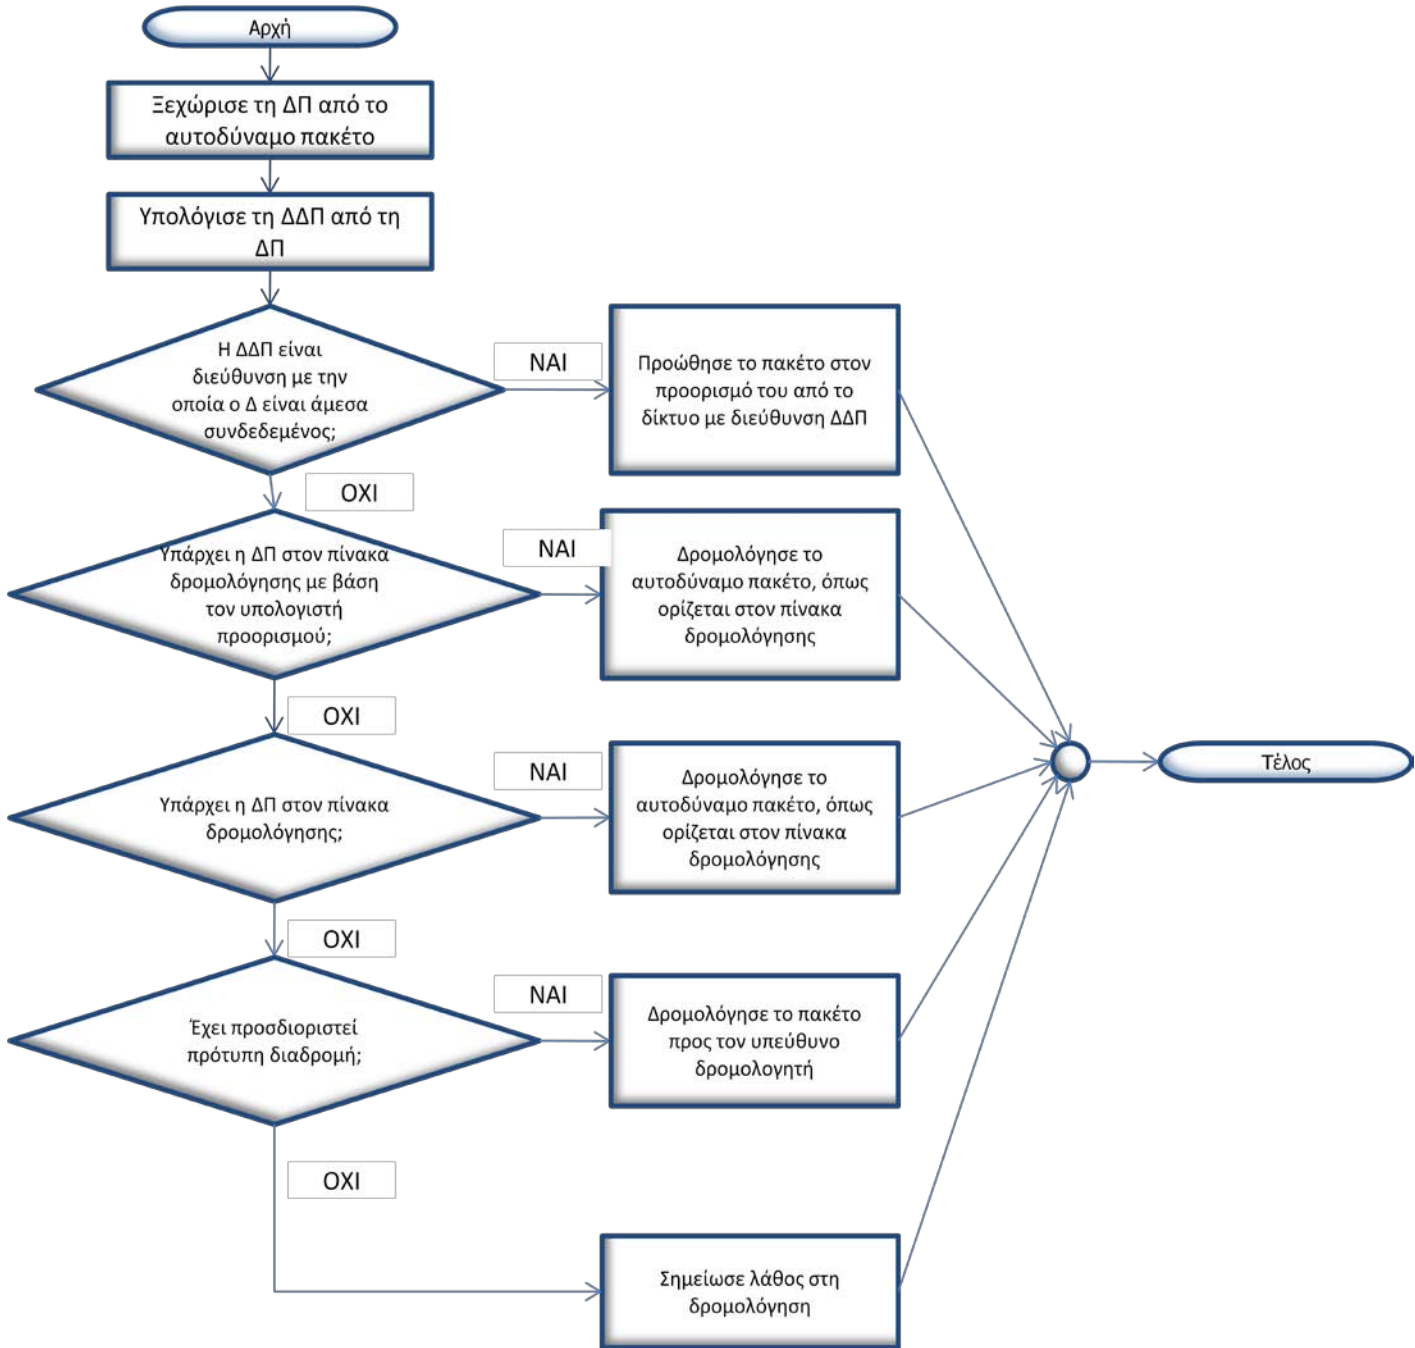 Αρχή
Ξεχώρισε τη ΔΠ από το
αυτοδύναμο πακέτο
Υπολόγισε τη ΔΔΠ από τη
ΔΠ
Η ΔΔΠ είναι
διεύθυνση με την
οποία ο Δ είναι άμεσα
συνδεδεμένος;
ΝΑΙ
Προώθησε το πακέτο στον
προορισμό του από το
δίκτυο με διεύθυνση ΔΔΠ
ΟΧΙ
Υπάρχει η ΔΠ στον πίνακα
δρομολόγησης με βάση
τον υπολογιστή
προορισμού;
ΝΑΙ
Δρομολόγησε το
αυτοδύναμο πακέτο, όπως
ορίζεται στον πίνακα
δρομολόγησης
ΟΧΙ
Υπάρχει η ΔΠ στον πίνακα
δρομολόγησης;
ΝΑΙ
Δρομολόγησε το
αυτοδύναμο πακέτο, όπως
ορίζεται στον πίνακα
δρομολόγησης
Τέλος
ΟΧΙ
Έχει προσδιοριστεί
πρότυπη διαδρομή;
ΝΑΙ
Δρομολόγησε το πακέτο
προς τον υπεύθυνο
δρομολογητή
ΟΧΙ
Σημείωσε λάθος στη
δρομολόγηση